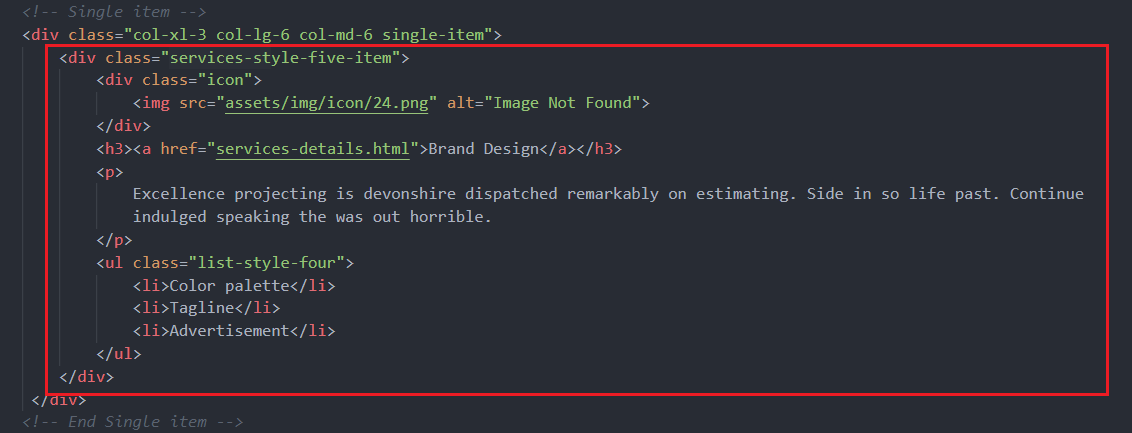 <!-- Single item -->
<div class="col-xl-3 col-lg-6 col-md-6 single-item">
<div class="services-style-five-item">
<div class="icon">
<img src="assets/img/icon/24.png" alt="Image Not Found">
</div>
<h3><a href="services-details.html">Brand Design</a></h3>
<p>
Excellence projecting is devonshire dispatched remarkably on estimating. Side in so life past. Continue
indulged speaking the was out horrible.
</p>
<ul class="list-style-four">
<li>Color palette</li>
<li>Tagline</li>
<li>Advertisement</li>
</ul>
</div>
</div>
<!-- End Single item -->